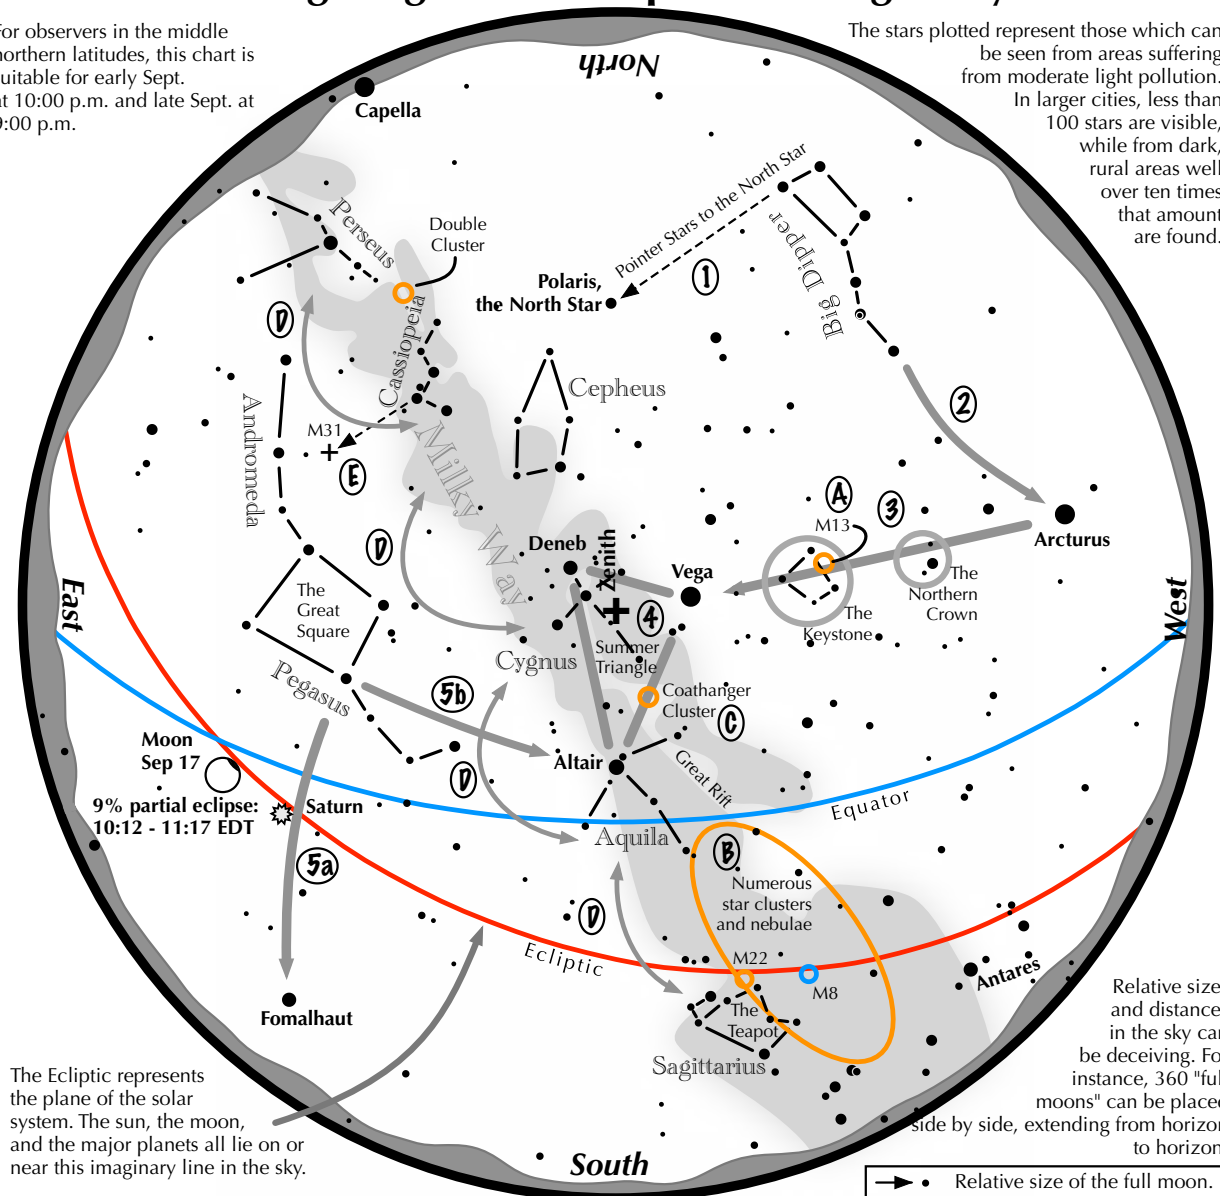 For observers in the middle
northern latitudes, this chart is
suitable for early Sept.
at 10:00 p.m. and late Sept. at
9:00 p.m.
The stars plotted represent those which can
be seen from areas suffering
from moderate light pollution.
In larger cities, less than
100 stars are visible,
while from dark,
rural areas well
over ten times
that amount
are found.
North
Capella
Perseus
Double
Cluster
Pointer Stars to the North Star
Big Dipper
Polaris,
the North Star
1
D
Cassiopeia
Cepheus
2
Andromeda
M31
E
Milky Way
A
3
M13
Arcturus
D
Deneb
Zenith
Vega
The
Northern
Crown
The
Keystone
East
West
The
Great
Square
4
Cygnus
Summer
Triangle
Pegasus
5b
Coathanger
Cluster
C
Moon
Sep 17
Altair
D
Great Rift
9% partial eclipse:
10:12 - 11:17 EDT
Saturn
Equator
Aquila
5a
B
Numerous
star clusters
and nebulae
D
Ecliptic
M22
M8
Antares
The
Teapot
Sagittarius
Fomalhaut
The Ecliptic represents
the plane of the solar
system. The sun, the moon,
and the major planets all lie on or
near this imaginary line in the sky.
Relative size
and distance
in the sky can
be deceiving. For
instance, 360 "full
moons" can be placed
side by side, extending from horizon
to horizon
South
Relative size of the full moon.